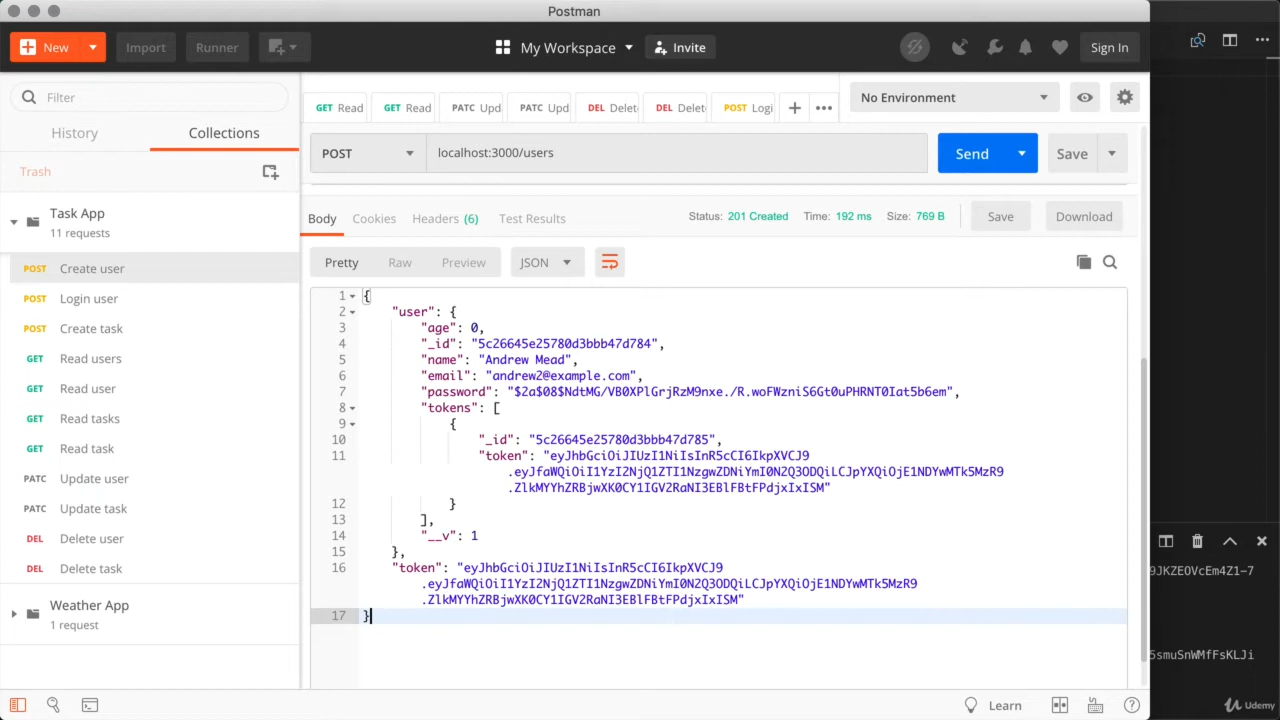 Postman
New
Import
Runner
My Workspace
Invite
Sign In
Filter
History
Collections
Trash
Task App
11 requests
POST Create user
POST Login user
POST Create task
GET Read users
GET Read user
GET Read tasks
GET Read task
PATC Update user
PATC Update task
DEL Delete user
DEL Delete task
Weather App
1 request
GET Read
GET Read
PATC Upd
PATC Upd
DEL Delet
DEL Delet
POST Logi
No Environment
POST
localhost:3000/users
Send
Save
Body
Cookies
Headers (6)
Test Results
Status: 201 Created
Time: 192 ms
Size: 769 B
Save
Download
Pretty
Raw
Preview
JSON
1 {
2 "user": {
3 "age": 0,
4 "_id": "5c26645e25780d3bbb47d784",
5 "name": "Andrew Mead",
6 "email": "andrew2@example.com",
7 "password": "$2a$08$NdtMG/VB0XPlGrjRzM9nxe./R.woFWzniS6Gt0uPHRNT0Iat5b6em",
8 "tokens": [
9 {
10 "_id": "5c26645e25780d3bbb47d785",
11 "token": "eyJhbGciOiJIUzI1NiIsInR5cCI6IkpXVCJ9
.eyJfaWQiOiI1YzI2NjQ1ZTI1NzgwZDNiYmI0N2Q3ODQiLCJpYXQiOjE1NDYwMTk5MzR9
.ZlkMYYhZRBjwXK0CY1IGV2RaNI3EBlFBtFPdjxIxISM"
12 }
13 ],
14 "__v": 1
15 },
16 "token": "eyJhbGciOiJIUzI1NiIsInR5cCI6IkpXVCJ9
.eyJfaWQiOiI1YzI2NjQ1ZTI1NzgwZDNiYmI0N2Q3ODQiLCJpYXQiOjE1NDYwMTk5MzR9
.ZlkMYYhZRBjwXK0CY1IGV2RaNI3EBlFBtFPdjxIxISM"
17 }
9JKZEOVcEm4Z1-7
5smuSnWMfFsKLJi
Learn
Udemy